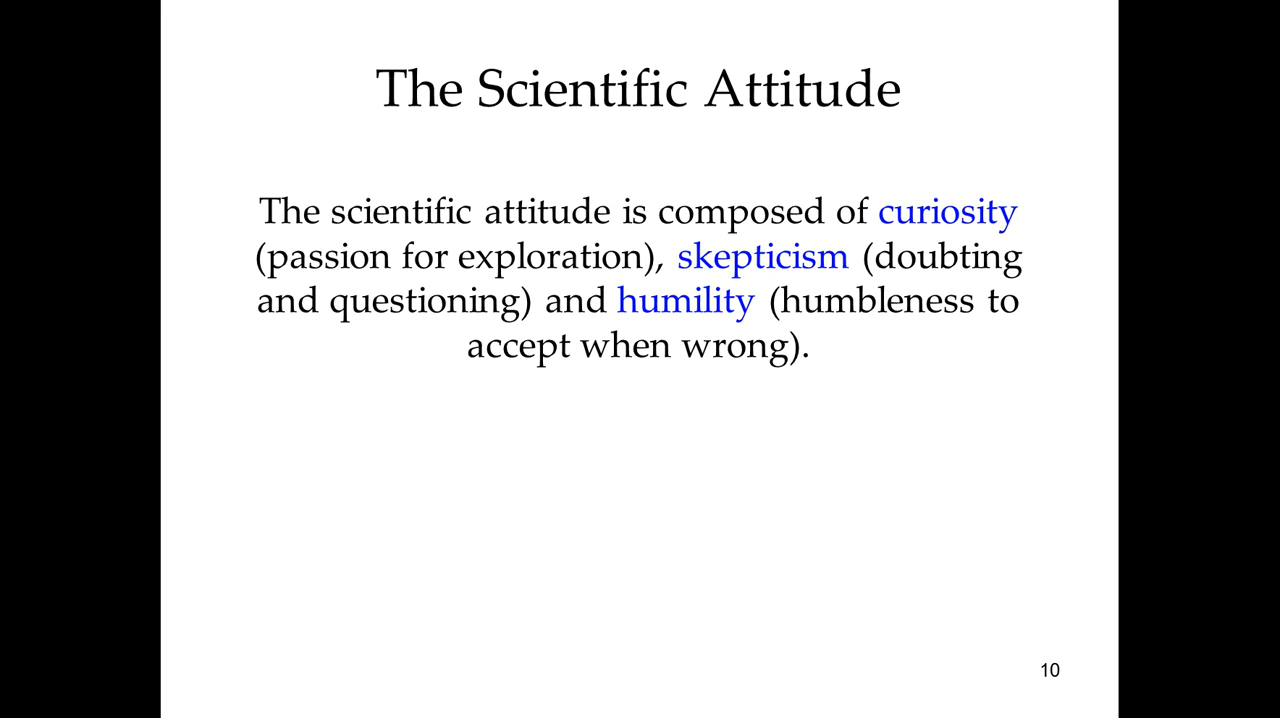 The Scientific Attitude
The scientific attitude is composed of curiosity
(passion for exploration), skepticism (doubting
and questioning) and humility (humbleness to
accept when wrong).
10